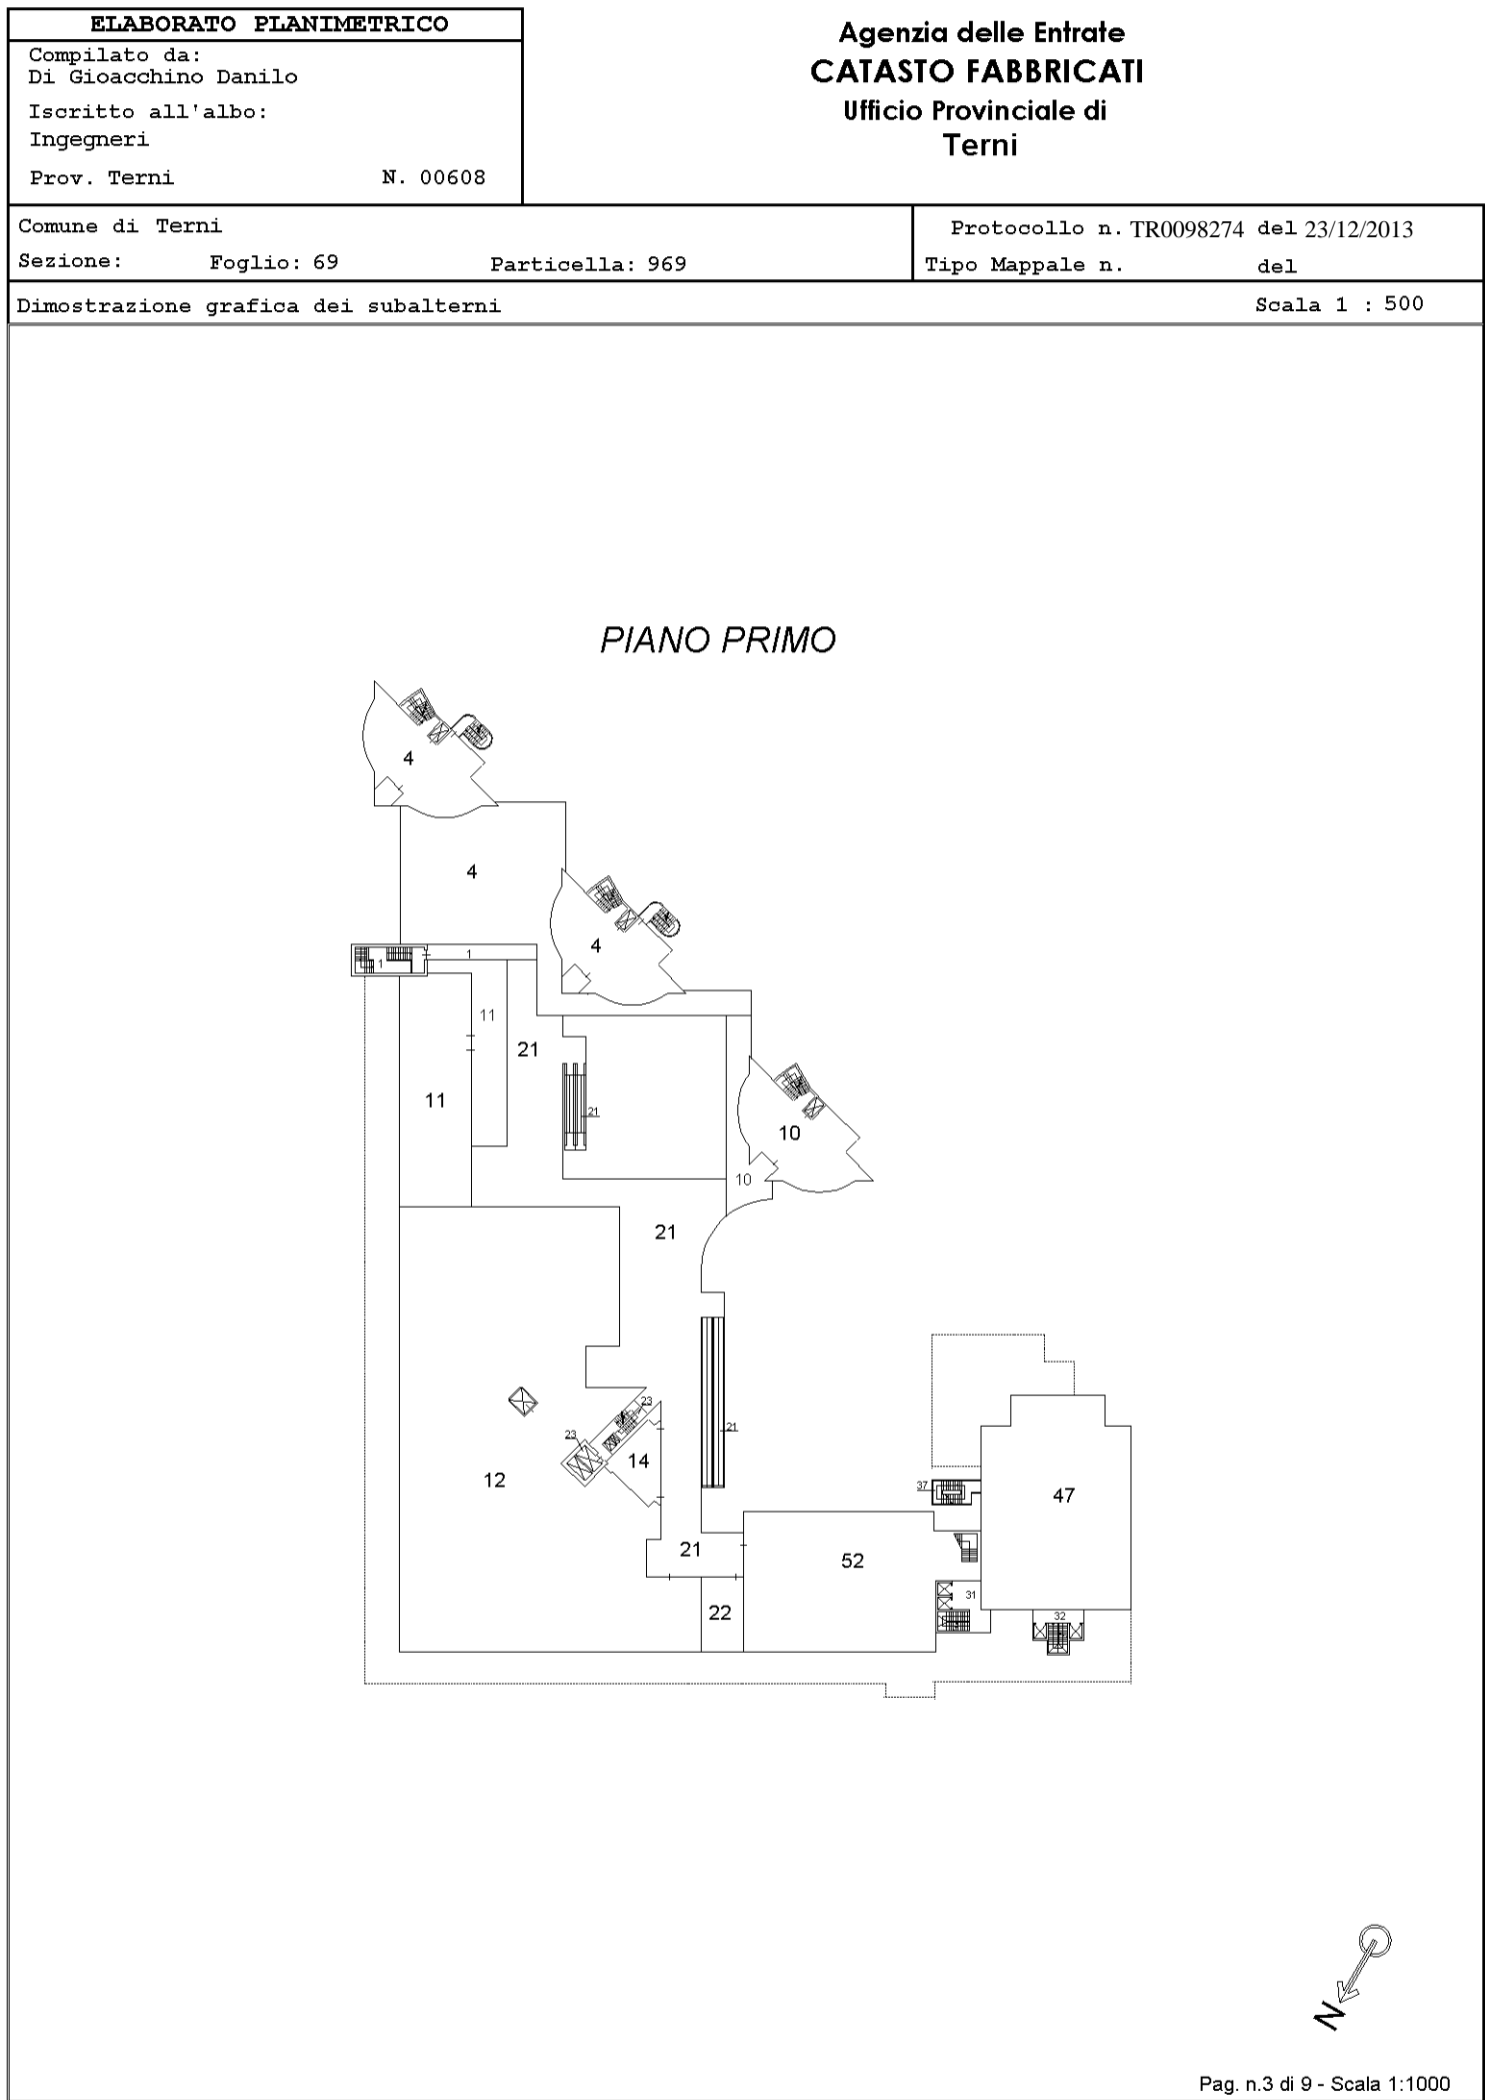 ELABORATO PLANIMETRICO
Compilato da:
Di Gioacchino Danilo
Iscritto all'albo:
Ingegneri
Prov. Terni N. 00608
Agenzia delle Entrate
CATASTO FABBRICATI
Ufficio Provinciale di
Terni
Comune di Terni
Sezione: Foglio: 69 Particella: 969
Protocollo n. TR0098274 del 23/12/2013
Tipo Mappale n. del
Dimostrazione grafica dei subalterni Scala 1 : 500
PIANO PRIMO
4
4
4
1
1
11
21
11
21
10
10
21
23
21
23
14
12
37
47
21
52
31
22
32
N
Pag. n.3 di 9 - Scala 1:1000